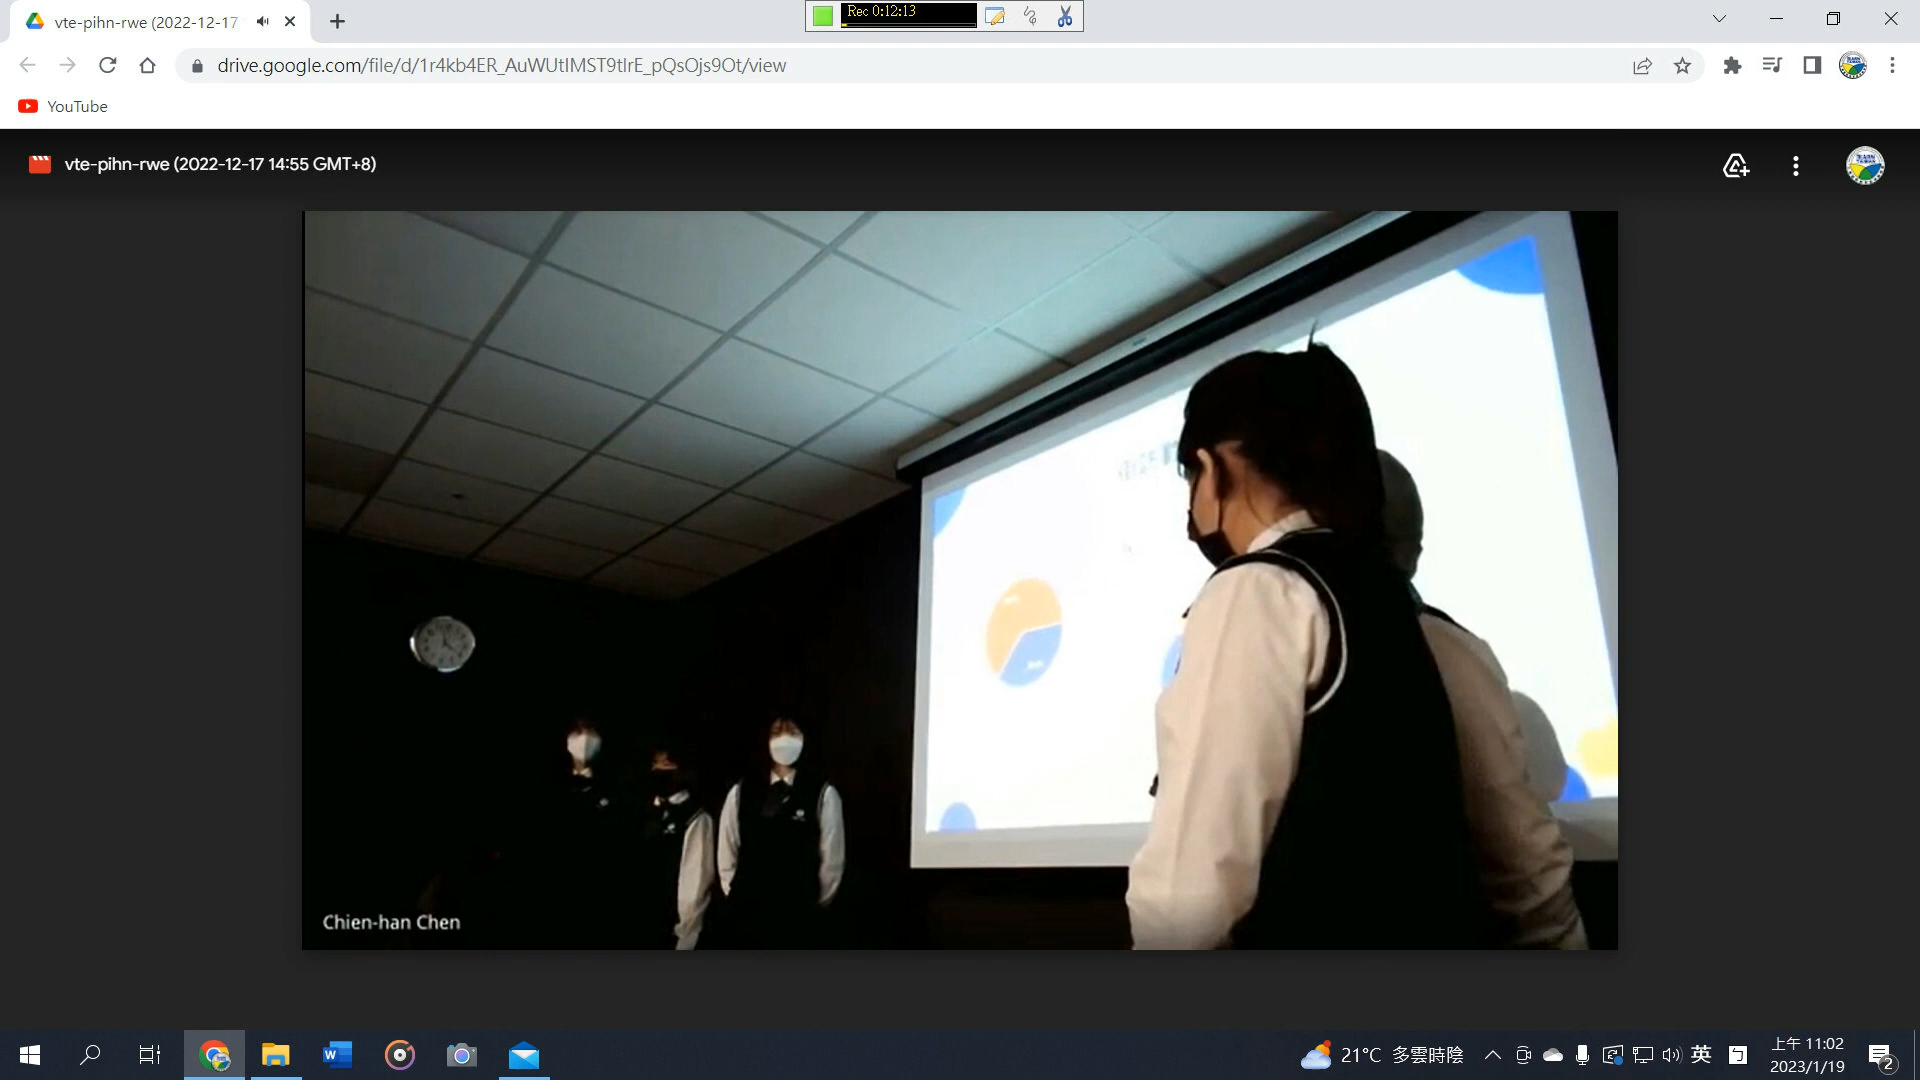 vte-pihn-rwe (2022-12-17
Rec 0:12:13
drive.google.com/file/d/1r4kb4ER_AuWUtIMST9tlrE_pQsOjs9Ot/view
YouTube
vte-pihn-rwe (2022-12-17 14:55 GMT+8)
Chien-han Chen
21°C 多雲時陰
英
上午 11:02
2023/1/19
2